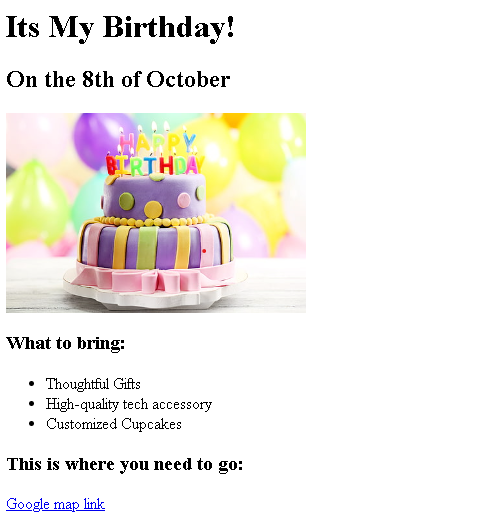 Its My Birthday!
On the 8th of October
HAPPY
BIRTHDAY
What to bring:
Thoughtful Gifts
High-quality tech accessory
Customized Cupcakes
This is where you need to go:
Google map link